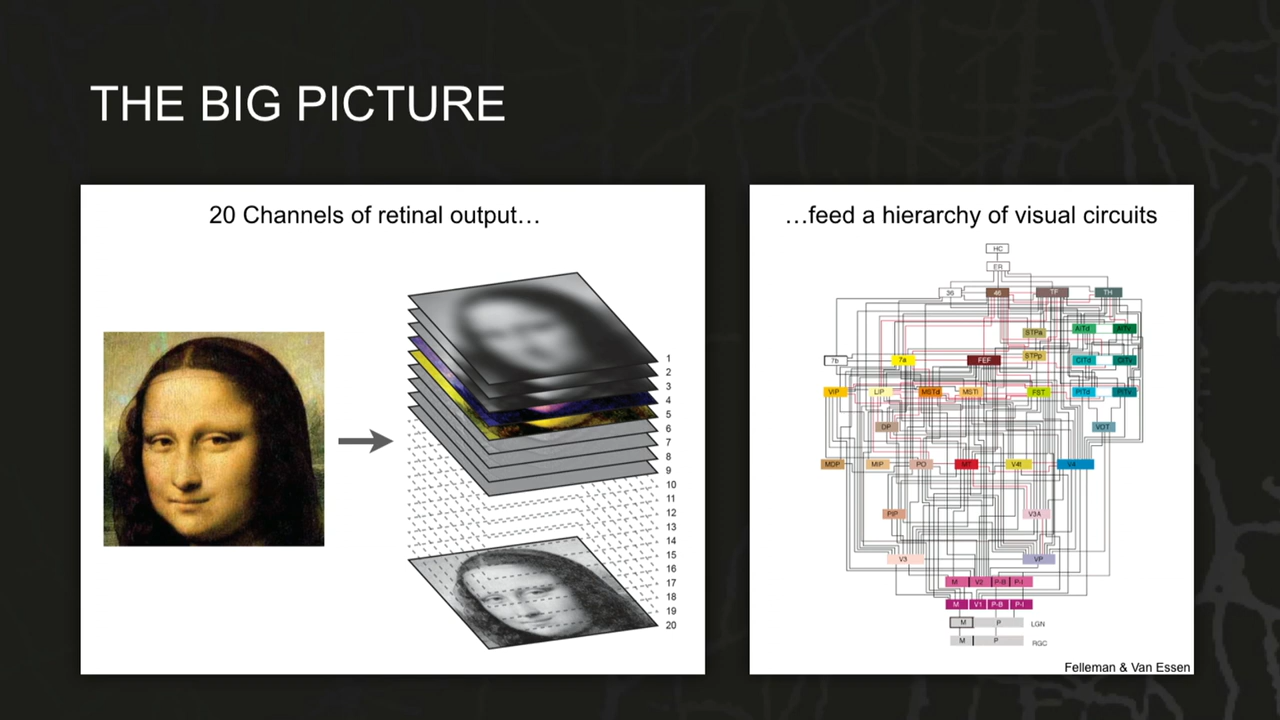 THE BIG PICTURE
20 Channels of retinal output…
1
2
3
4
5
6
7
8
9
10
11
12
13
14
15
16
17
18
19
20
…feed a hierarchy of visual circuits
HC
ER
36 46 TF TH
STPa AITd AITv
7b 7a FEF STPp CITd CITv
VIP LIP MSTd MSTl FST PITd PITv
DP VOT
MDP MIP PO MT V4t V4
PIP V3A
V3 VP
M V2 P-B P-I
M V1 P-B P-I
M P LGN
M P RGC
Felleman & Van Essen